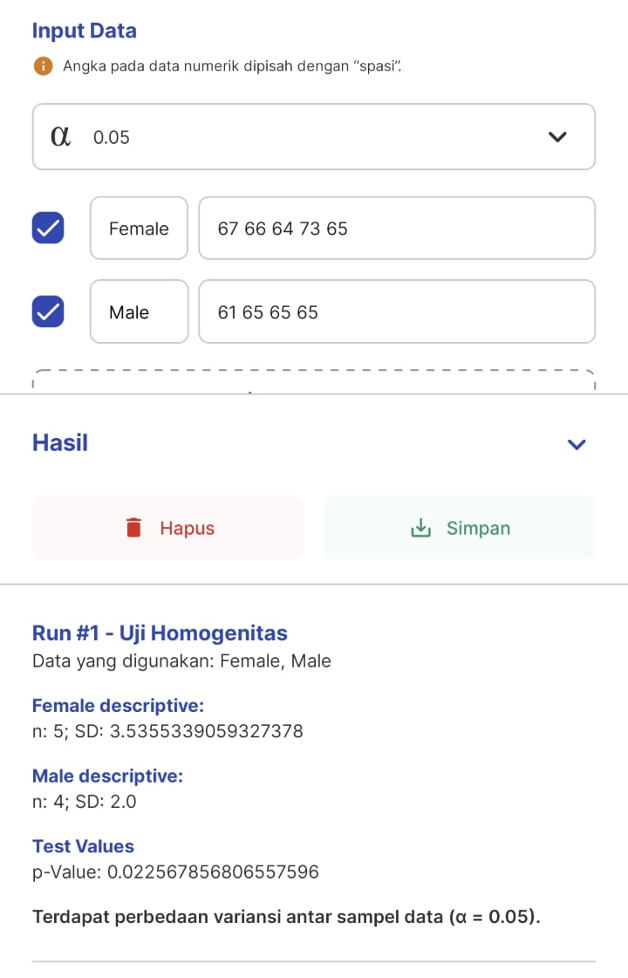 Input Data
Angka pada data numerik dipisah dengan “spasi”.
α 0.05
Female 67 66 64 73 65
Male 61 65 65 65
Hasil
Hapus Simpan
Run #1 - Uji Homogenitas
Data yang digunakan: Female, Male
Female descriptive:
n: 5; SD: 3.5355339059327378
Male descriptive:
n: 4; SD: 2.0
Test Values
p-Value: 0.022567856806557596
Terdapat perbedaan variansi antar sampel data (α = 0.05).